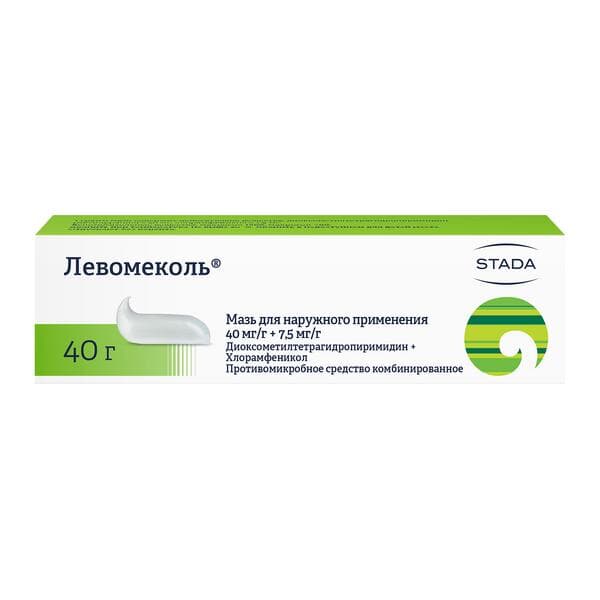 Левомеколь®
STADA
40 г
Мазь для наружного применения
40 мг/г + 7,5 мг/г
Диоксометилтетрагидропиримидин +
Хлорамфеникол
Противомикробное средство комбинированное